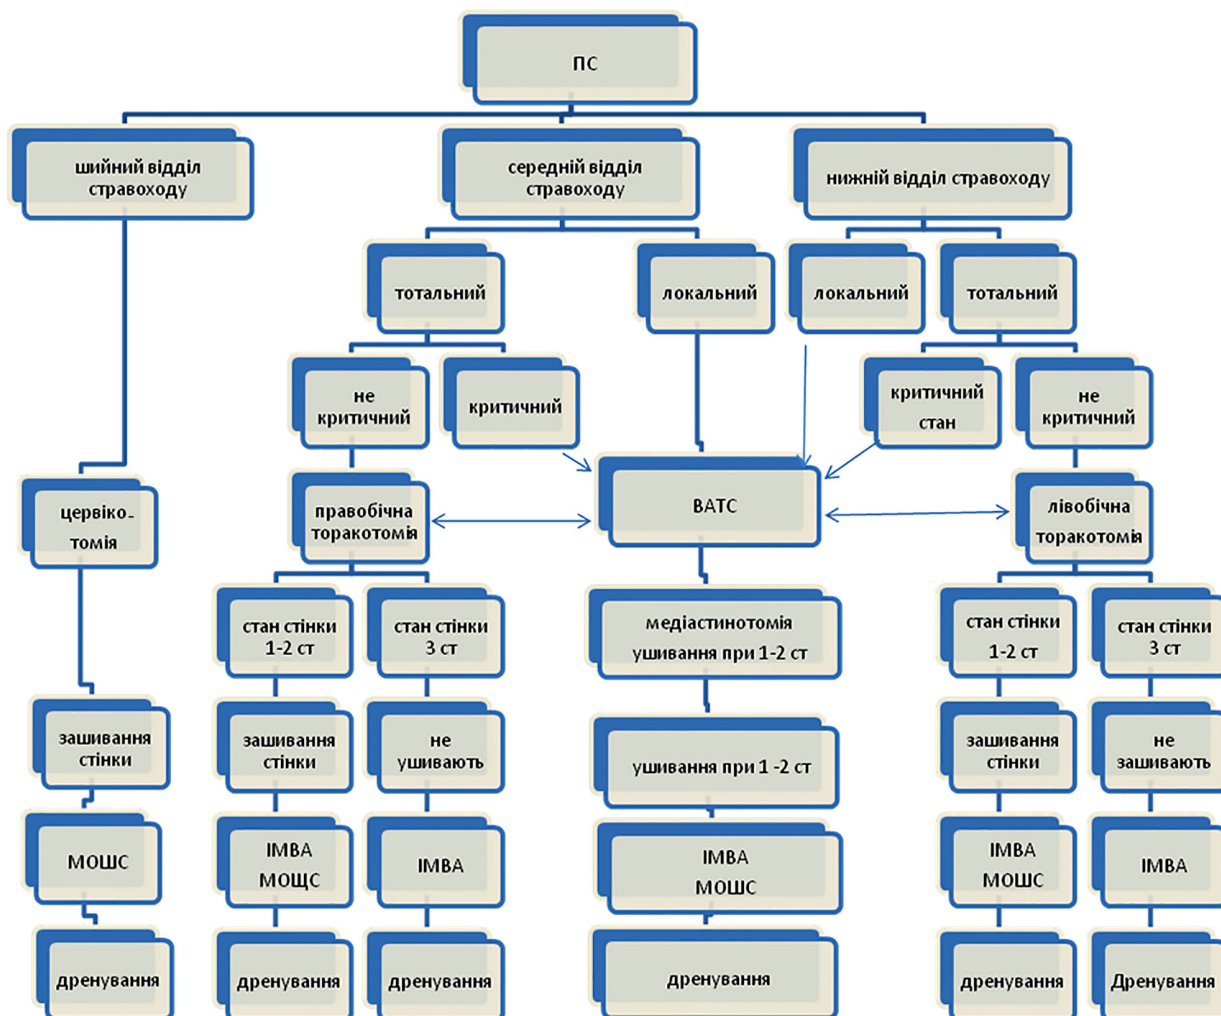 ПС
шийний відділ
стравоходу
середній відділ
стравоходу
нижній відділ стравоходу
тотальний
локальний
локальний
тотальний
не
критичний
критичний
критичний
стан
не
критичний
цервіко-
томія
правобічна
торакотомія
ВАТС
лівобічна
торакотомія
стан стінки
1-2 ст
стан стінки
3 ст
медіастинотомія
ушивання при 1-2 ст
стан стінки
1-2 ст
стан стінки
3 ст
зашивання
стінки
зашивання
стінки
не
ушивають
ушивання при 1 -2 ст
зашивання
стінки
не
зашивають
МОШС
ІМВА
МОЩС
ІМВА
ІМВА
МОШС
ІМВА
МОШС
ІМВА
дренування
дренування
дренування
дренування
дренування
Дренування